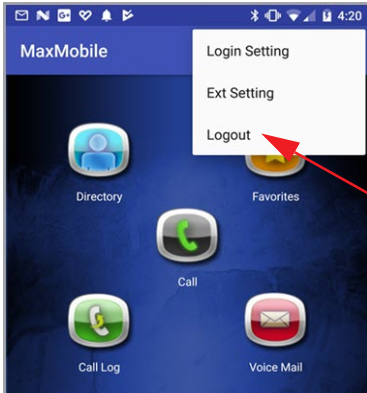 4:20
MaxMobile
Login Setting
Ext Setting
Logout
Directory
Favorites
Call
Call Log
Voice Mail